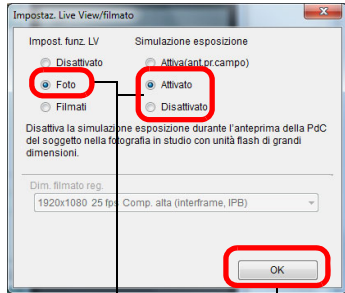 Impostaz. Live View/filmato
Impost. funz. LV
Simulazione esposizione
Disattivato
Attiva(ant.pr.campo)
Foto
Attivato
Filmati
Disattivato
Disattiva la simulazione esposizione durante l'anteprima della PdC
del soggetto nella fotografia in studio con unità flash di grandi
dimensioni.
Dim. filmato reg.
1920x1080 25 fps Comp. alta (interframe, IPB)
OK